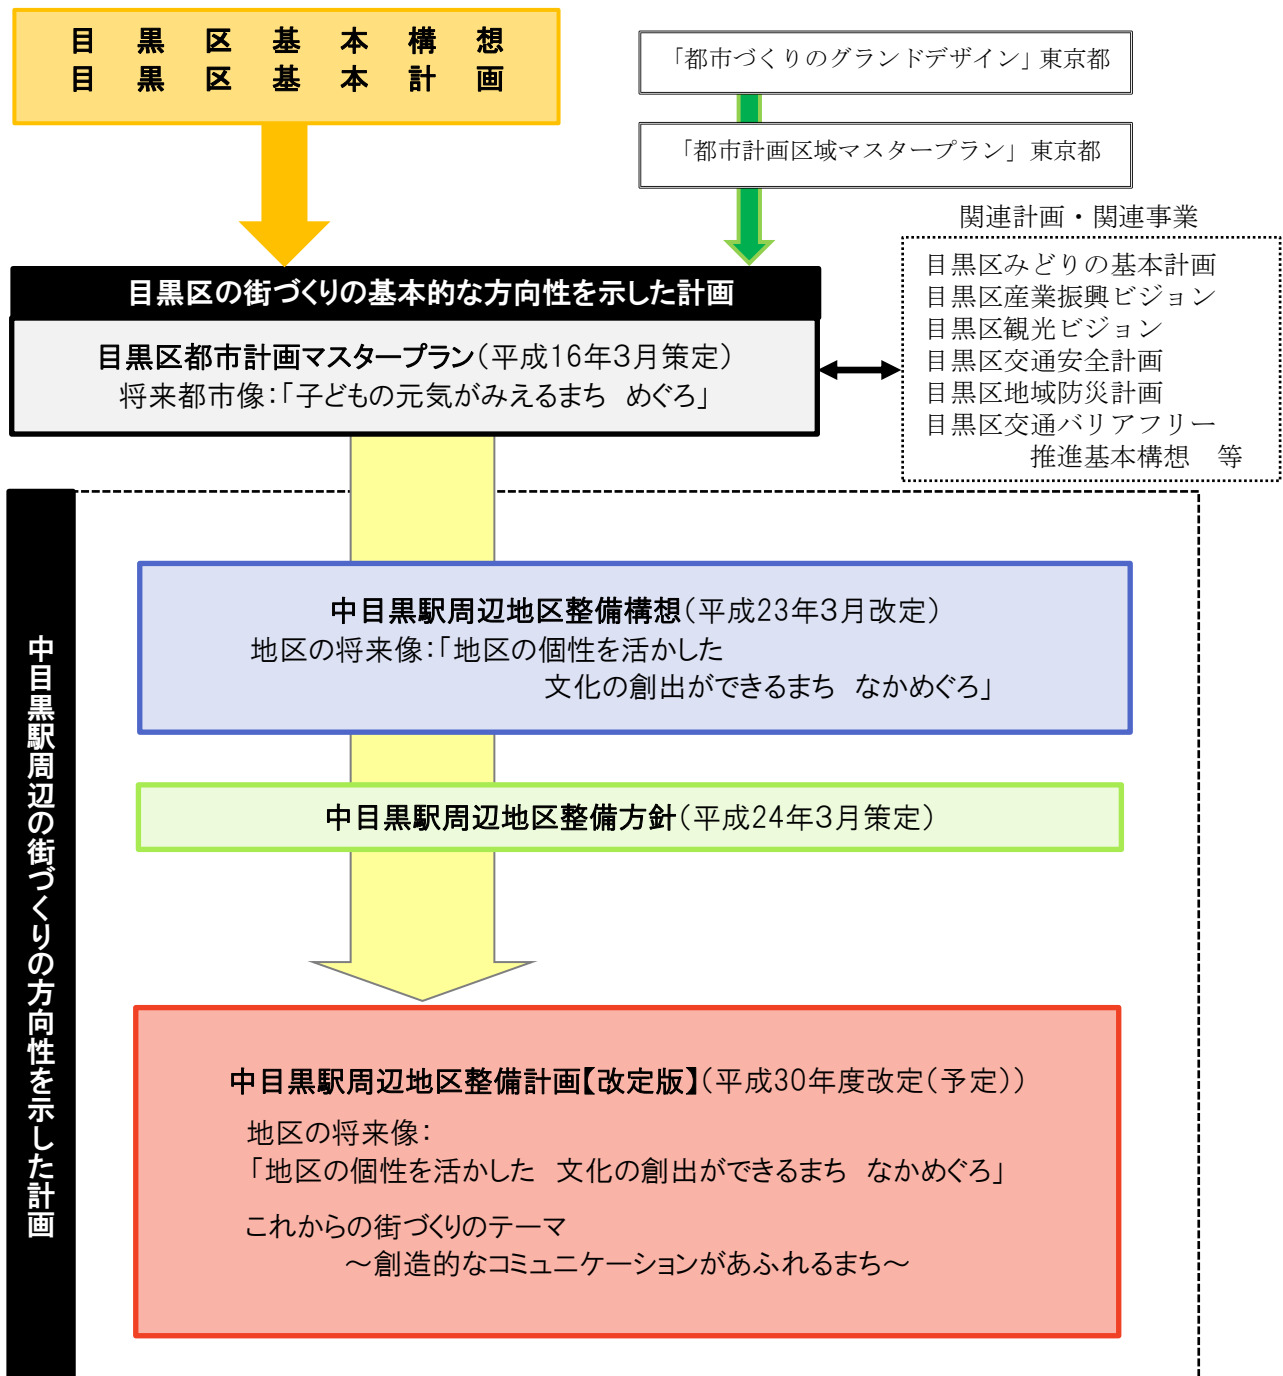 目黒区基本構想
目黒区基本計画
「都市づくりのグランドデザイン」東京都
「都市計画区域マスタープラン」東京都
関連計画・関連事業
目黒区みどりの基本計画
目黒区産業振興ビジョン
目黒区観光ビジョン
目黒区交通安全計画
目黒区地域防災計画
目黒区交通バリアフリー
推進基本構想　等
目黒区の街づくりの基本的な方向性を示した計画
目黒区都市計画マスタープラン（平成16年３月策定）
将来都市像：「子どもの元気がみえるまち　めぐろ」
中目黒駅周辺の街づくりの方向性を示した計画
中目黒駅周辺地区整備構想（平成23年３月改定）
地区の将来像：「地区の個性を活かした
文化の創出ができるまち　なかめぐろ」
中目黒駅周辺地区整備方針（平成24年３月策定）
中目黒駅周辺地区整備計画【改定版】（平成30年度改定（予定））
地区の将来像：
「地区の個性を活かした　文化の創出ができるまち　なかめぐろ」
これからの街づくりのテーマ
～創造的なコミュニケーションがあふれるまち～